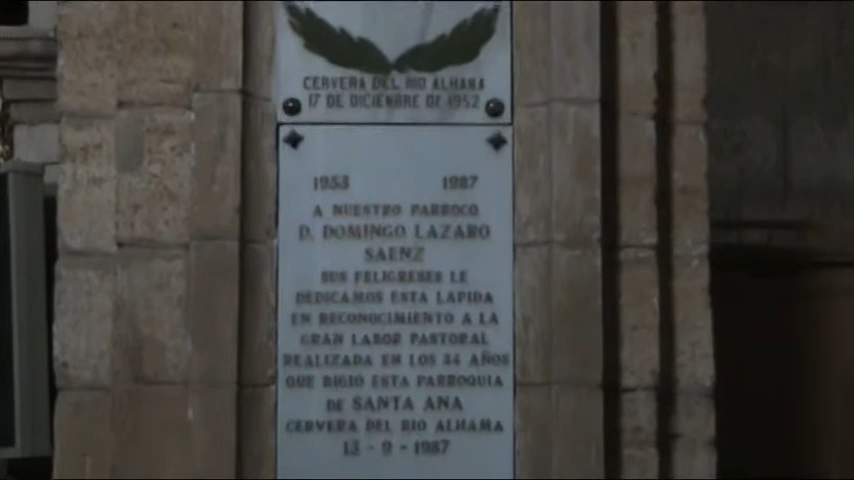 CERVERA DEL RIO ALHAMA
17 DE DICIEMBRE DE 1952
1953 1987
A NUESTRO PARROCO
D. DOMINGO LAZARO
SAENZ
SUS FELIGRESES LE
DEDICAMOS ESTA LAPIDA
EN RECONOCIMIENTO A LA
GRAN LABOR PASTORAL
REALIZADA EN LOS 34 AÑOS
QUE RIGIO ESTA PARROQUIA
DE SANTA ANA
CERVERA DEL RIO ALHAMA
13 - 9 - 1987